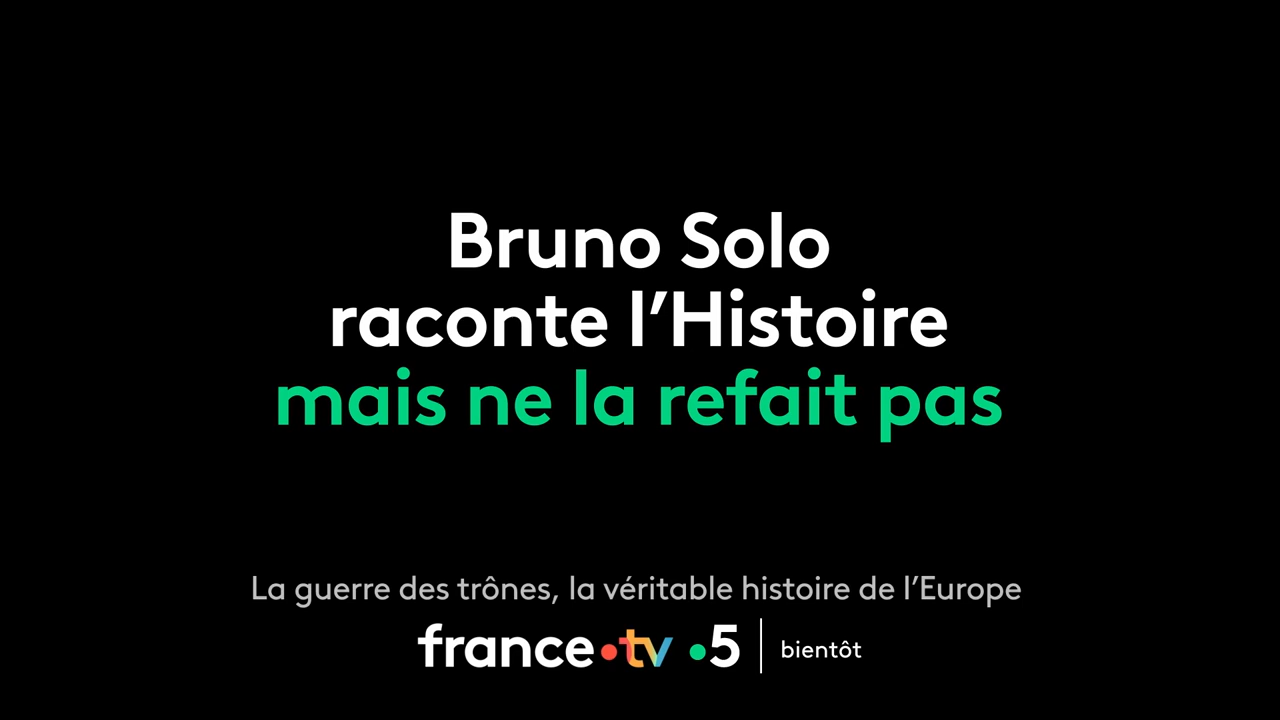 Bruno Solo
raconte l’Histoire
mais ne la refait pas
La guerre des trônes, la véritable histoire de l’Europe
france•tv •5 | bientôt